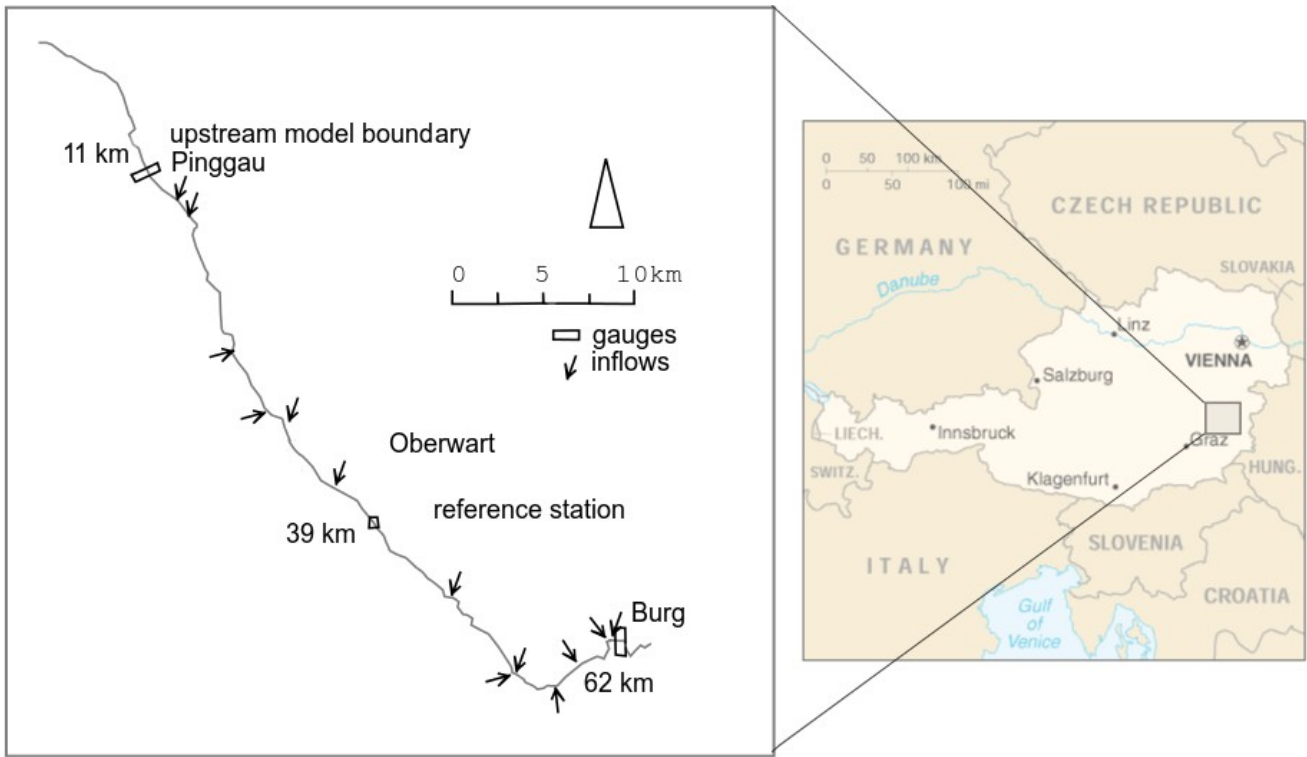 upstream model boundary
11 km
Pinggau
0 5 10km
gauges
inflows
Oberwart
reference station
39 km
Burg
62 km
0 50 100 km
0 50 100 mi
CZECH REPUBLIC
GERMANY
SLOVAKIA
Danube
Linz
VIENNA
Salzburg
LIECH.
Innsbruck
Graz
SWITZ.
HUNG.
Klagenfurt
SLOVENIA
ITALY
CROATIA
Gulf
of
Venice